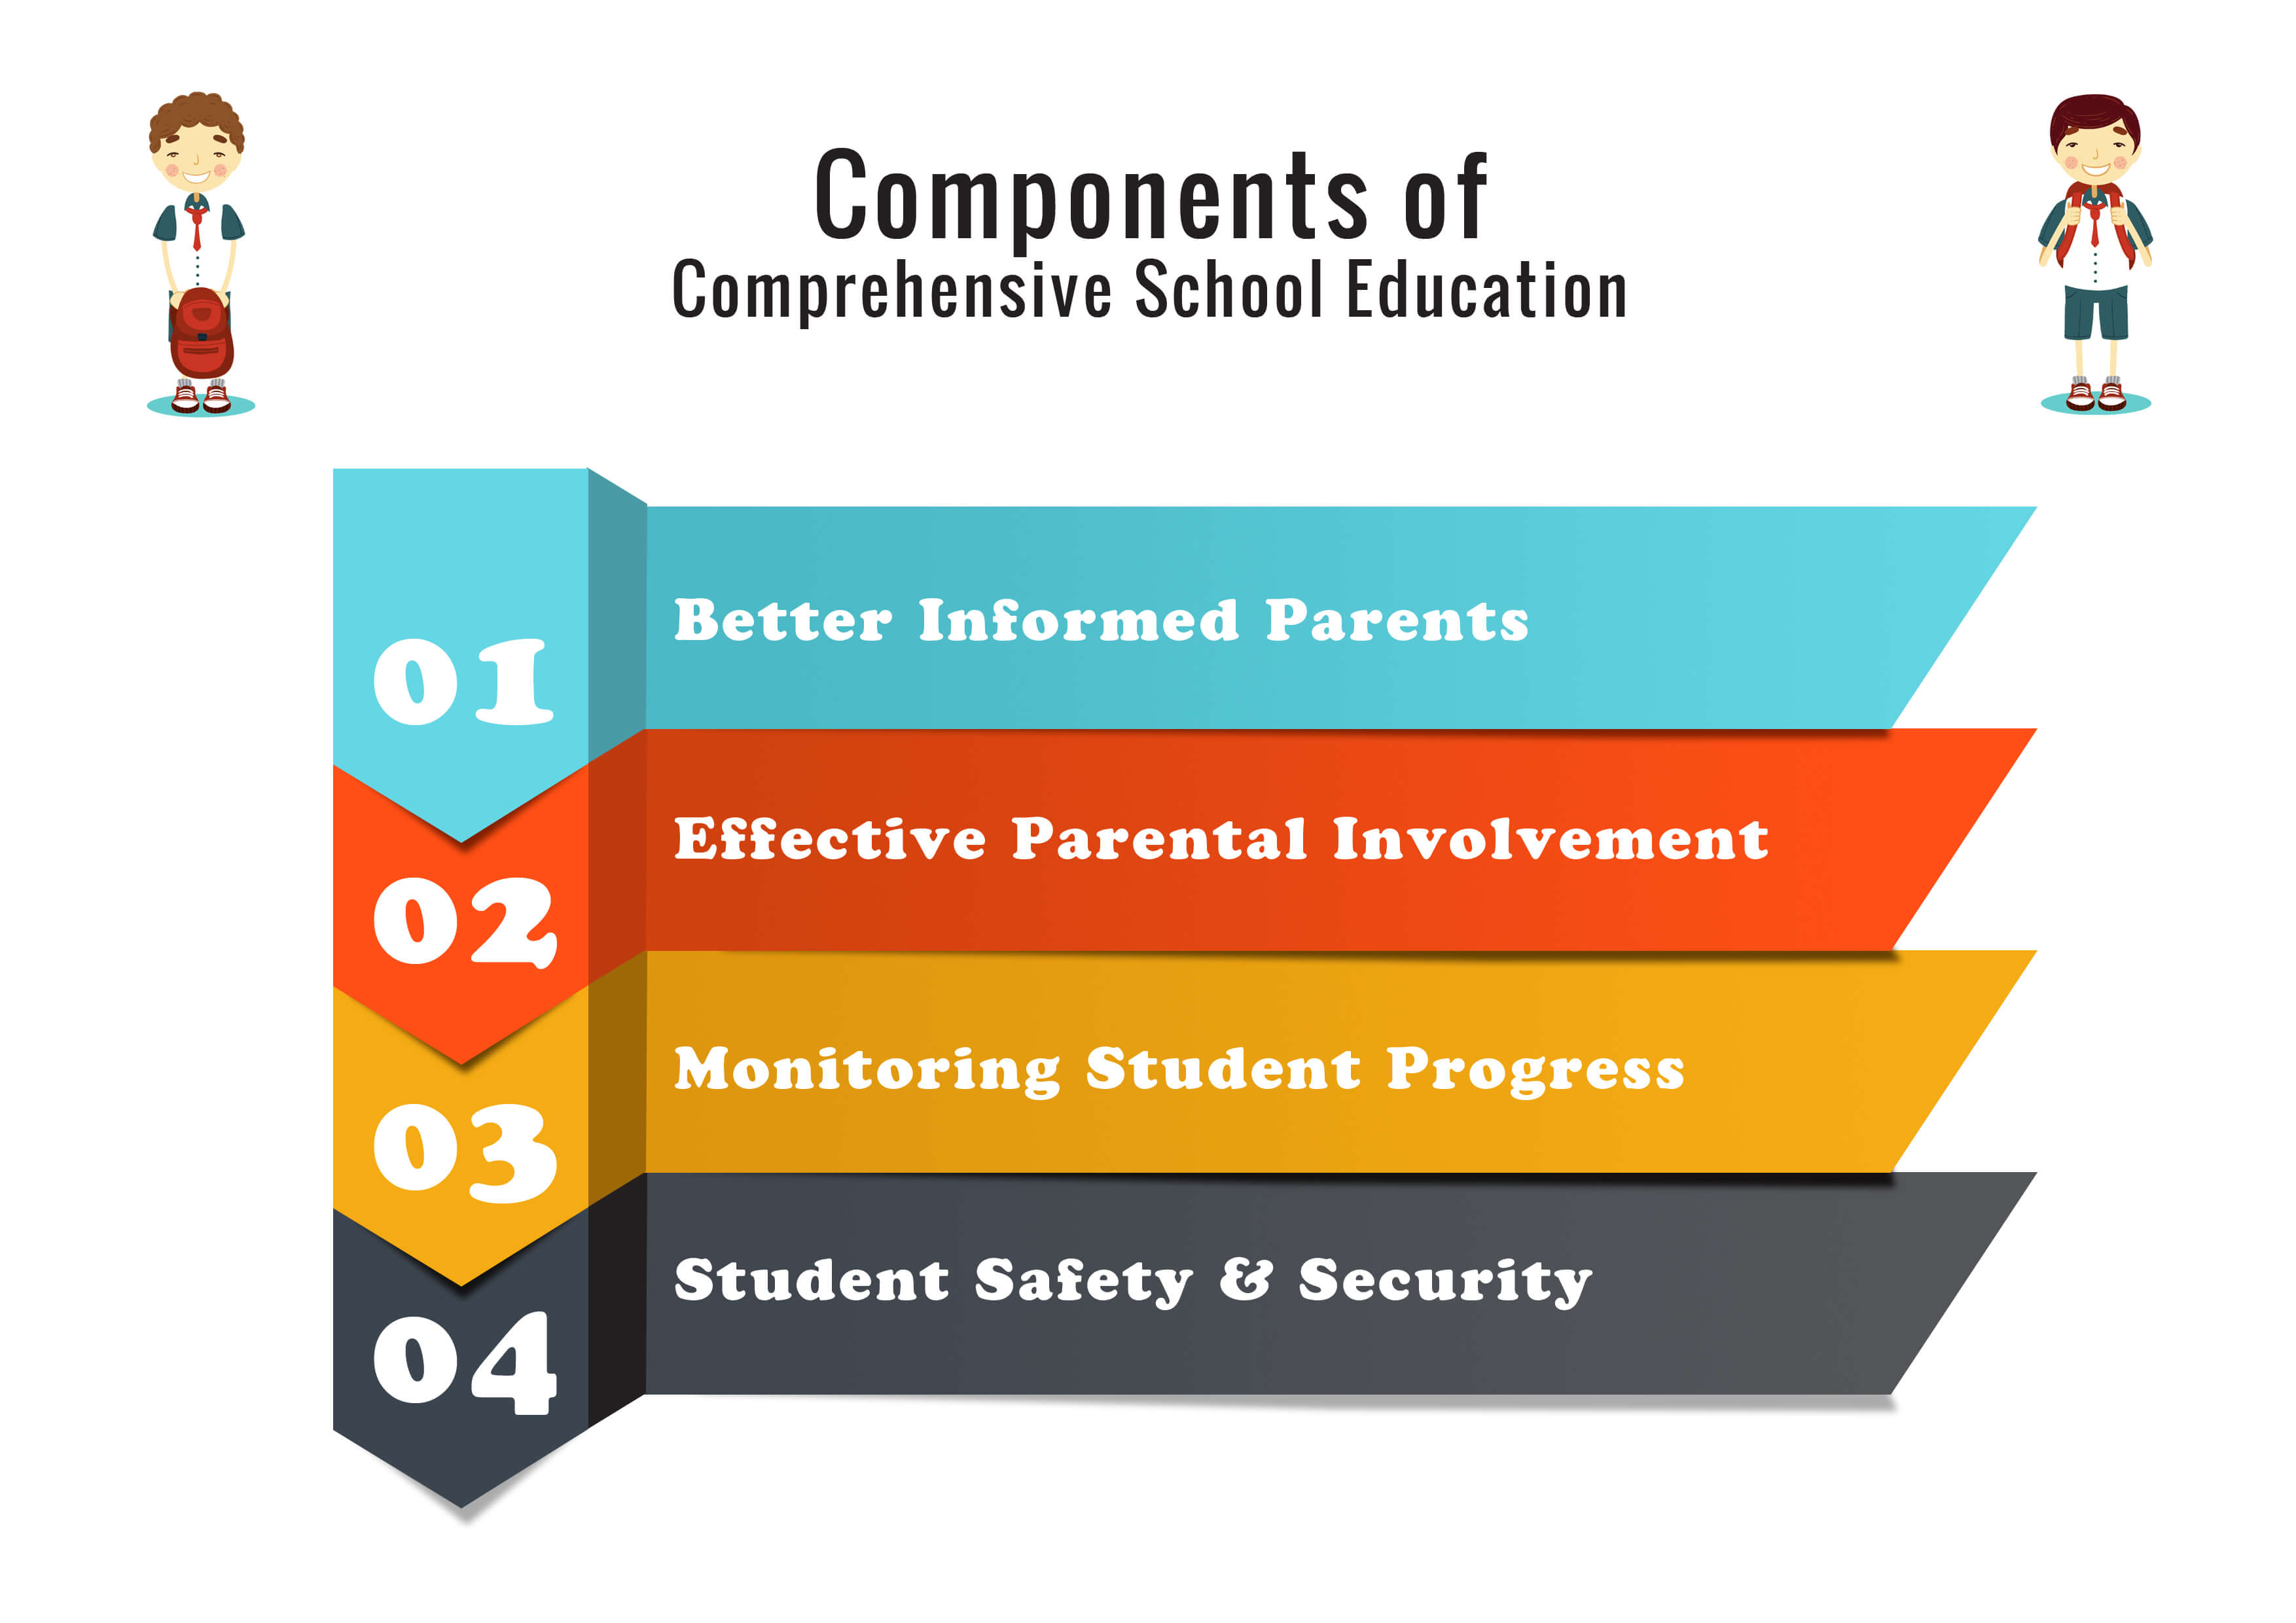 Components of
Comprehensive School Education
01
Better Informed Parents
02
Effective Parental Involvement
03
Monitoring Student Progress
04
Student Safety & Security